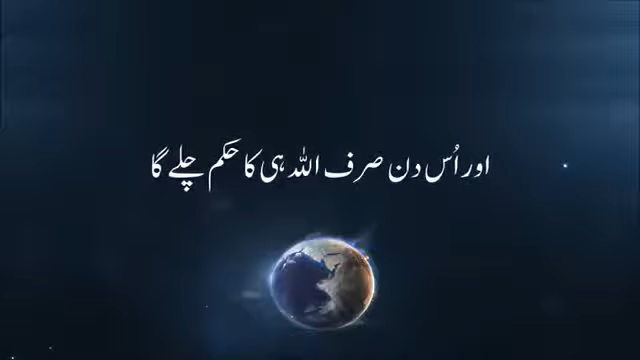 اور اُس دن صرف اللہ ہی کا حکم چلے گا